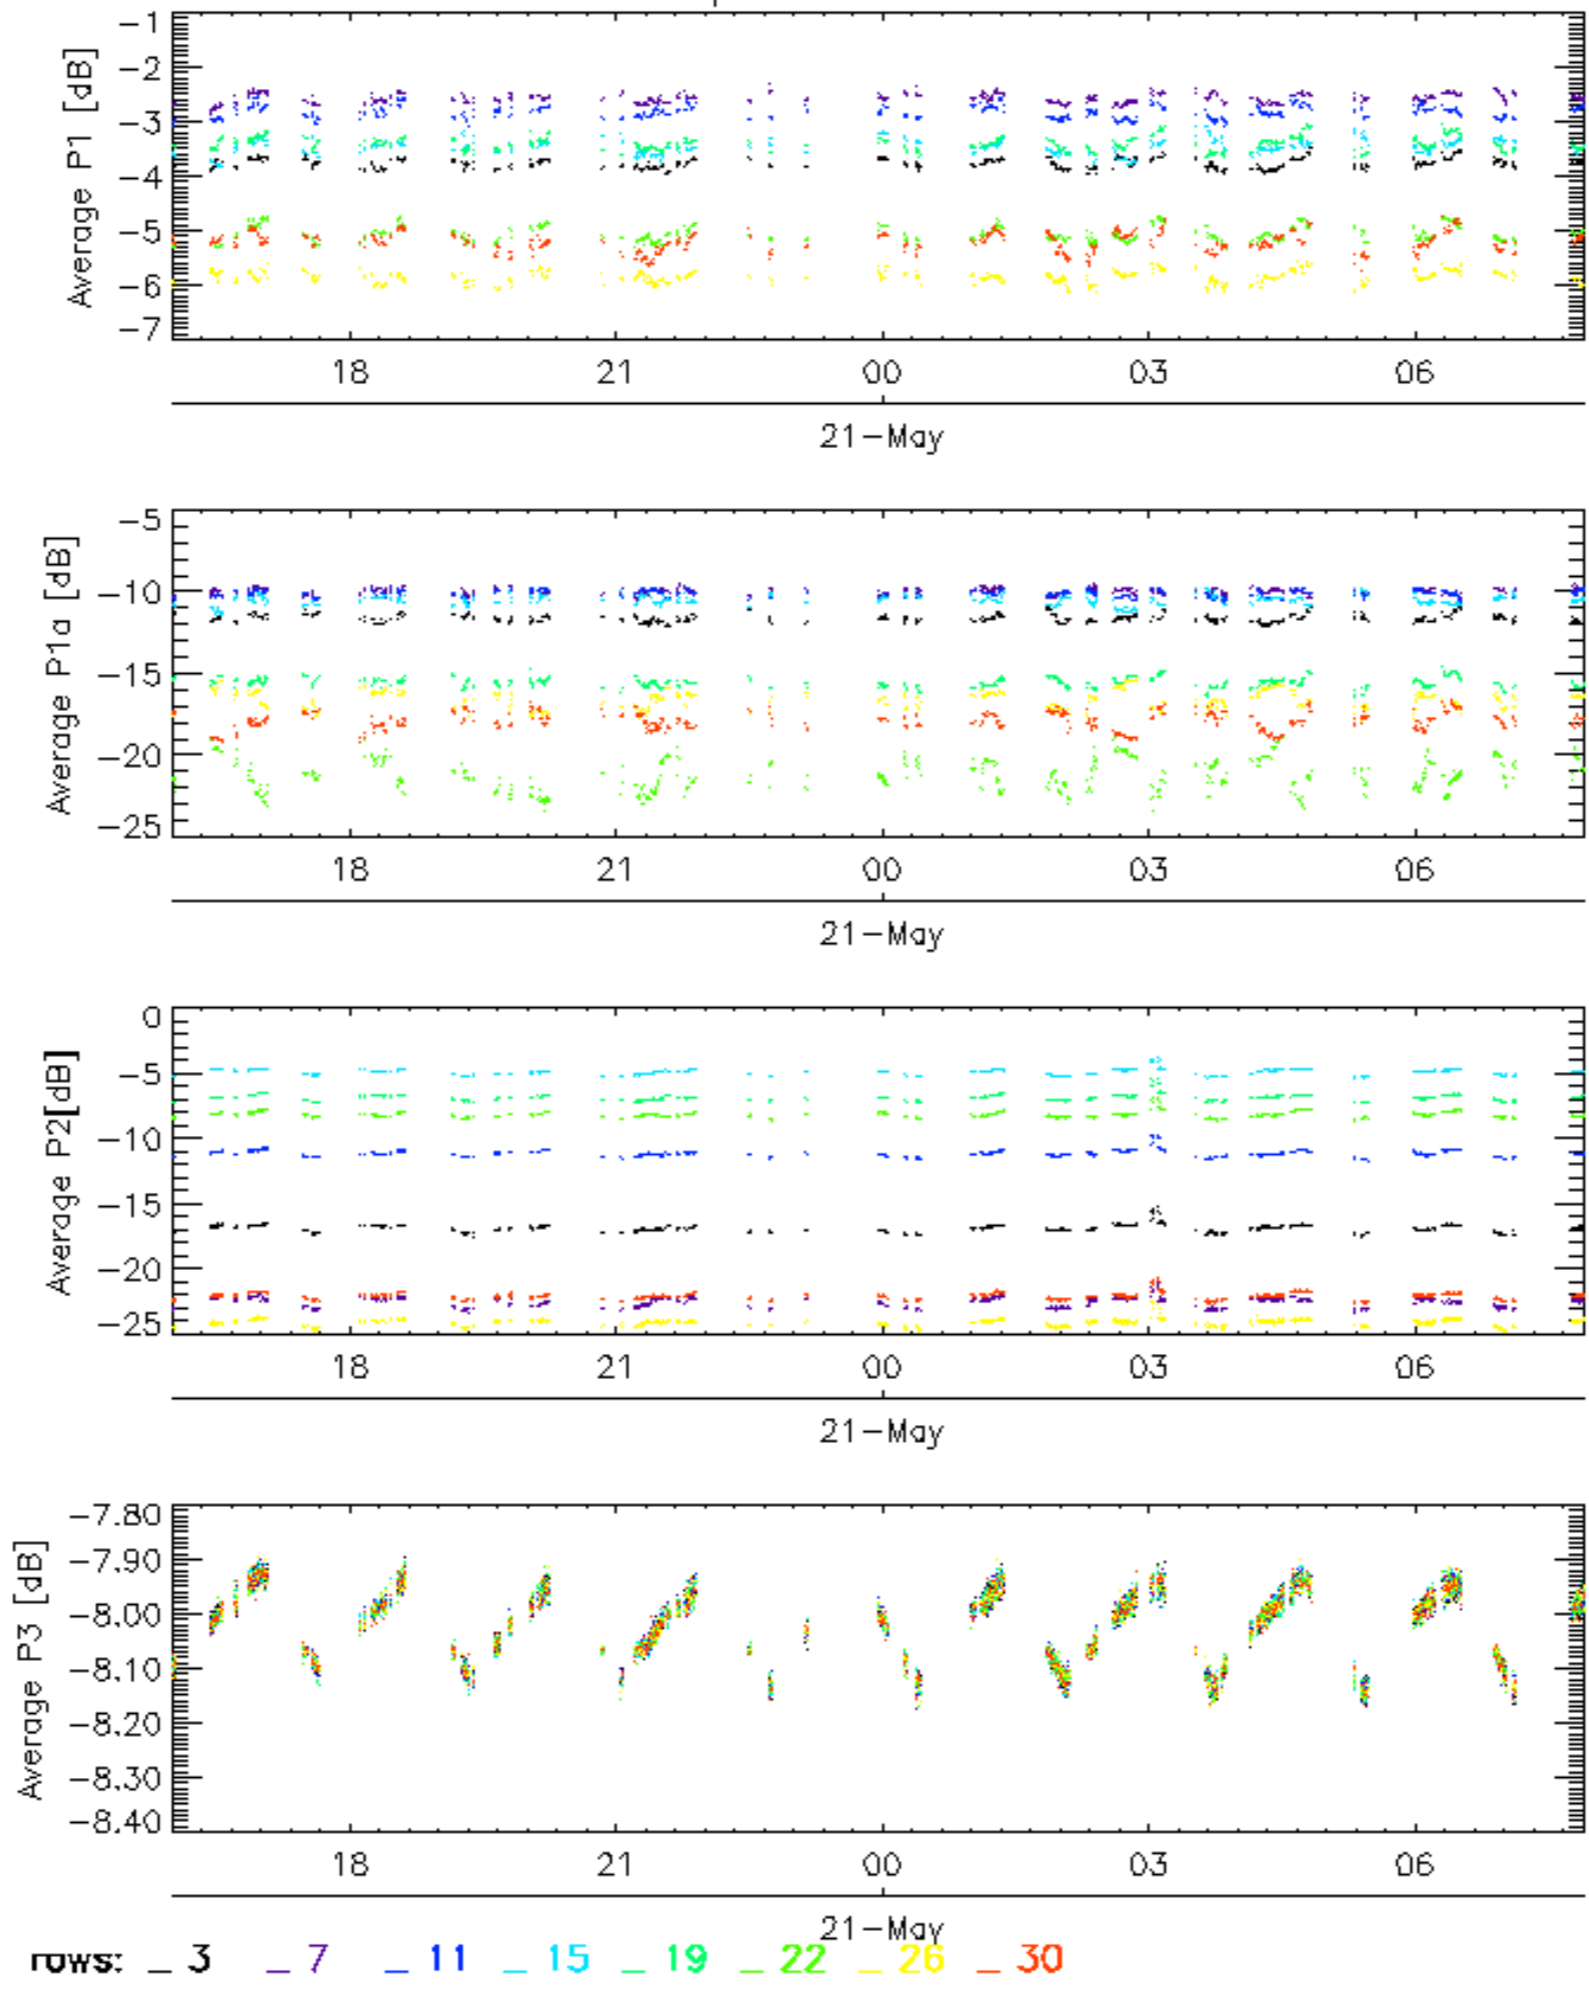 Average P1 [dB]
-1
-2
-3
-4
-5
-6
-7
18 21 00 03 06
21-May
Average P1a [dB]
-5
-10
-15
-20
-25
18 21 00 03 06
21-May
Average P2[dB]
0
-5
-10
-15
-20
-25
18 21 00 03 06
21-May
Average P3 [dB]
-7.80
-7.90
-8.00
-8.10
-8.20
-8.30
-8.40
18 21 00 03 06
21-May
rows: _ 3 _ 7 _ 11 _ 15 _ 19 _ 22 _ 26 _ 30